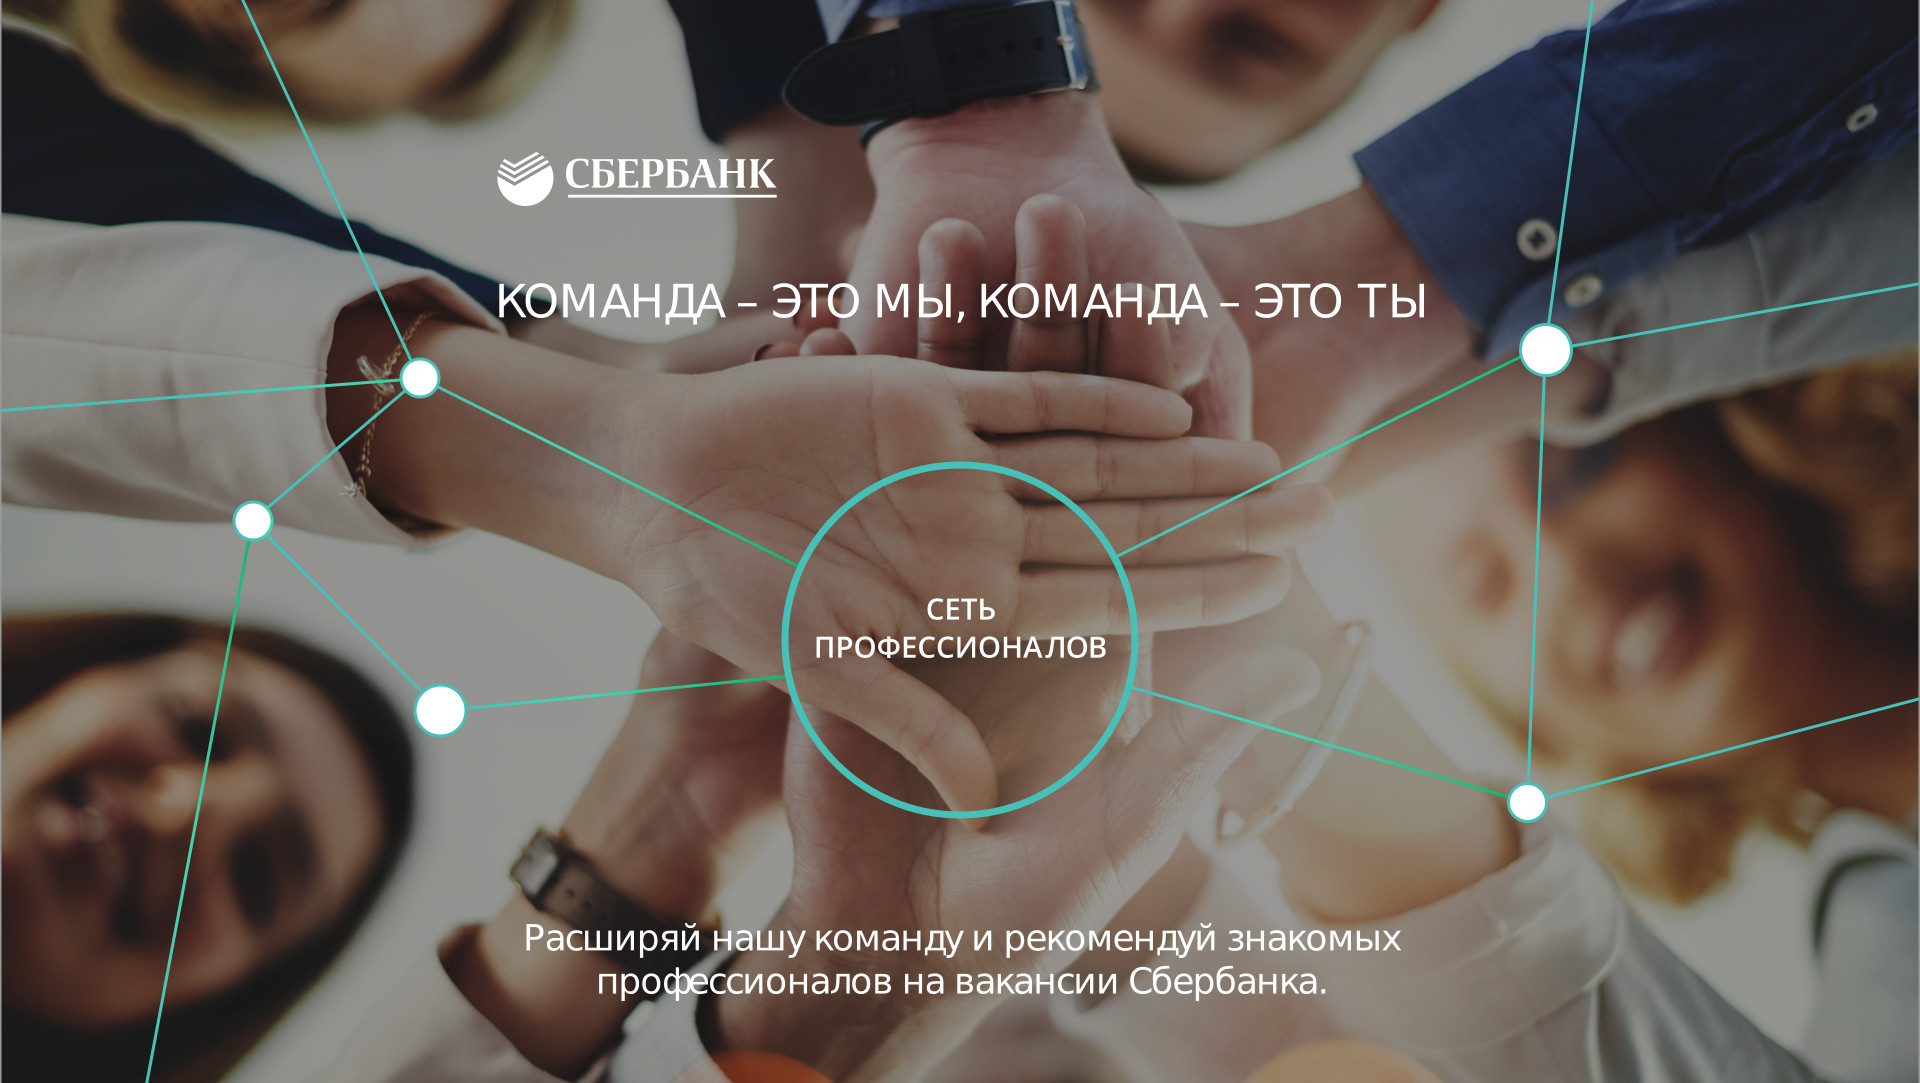 СБЕРБАНК
КОМАНДА – ЭТО МЫ, КОМАНДА – ЭТО ТЫ
СЕТЬ
ПРОФЕССИОНАЛОВ
Расширяй нашу команду и рекомендуй знакомых
профессионалов на вакансии Сбербанка.